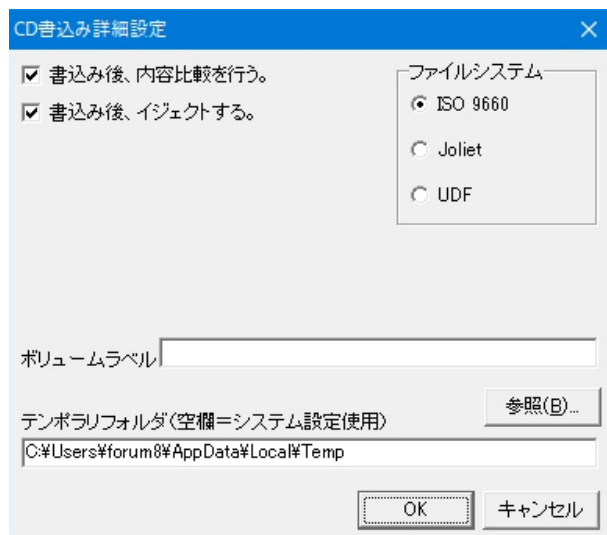 CD書込み詳細設定
書込み後、内容比較を行う。
書込み後、イジェクトする。
ファイルシステム
ISO 9660
Joliet
UDF
ボリュームラベル
参照(B)...
テンポラリフォルダ(空欄=システム設定使用)
C:¥Users¥forum8¥AppData¥Local¥Temp
OK
キャンセル